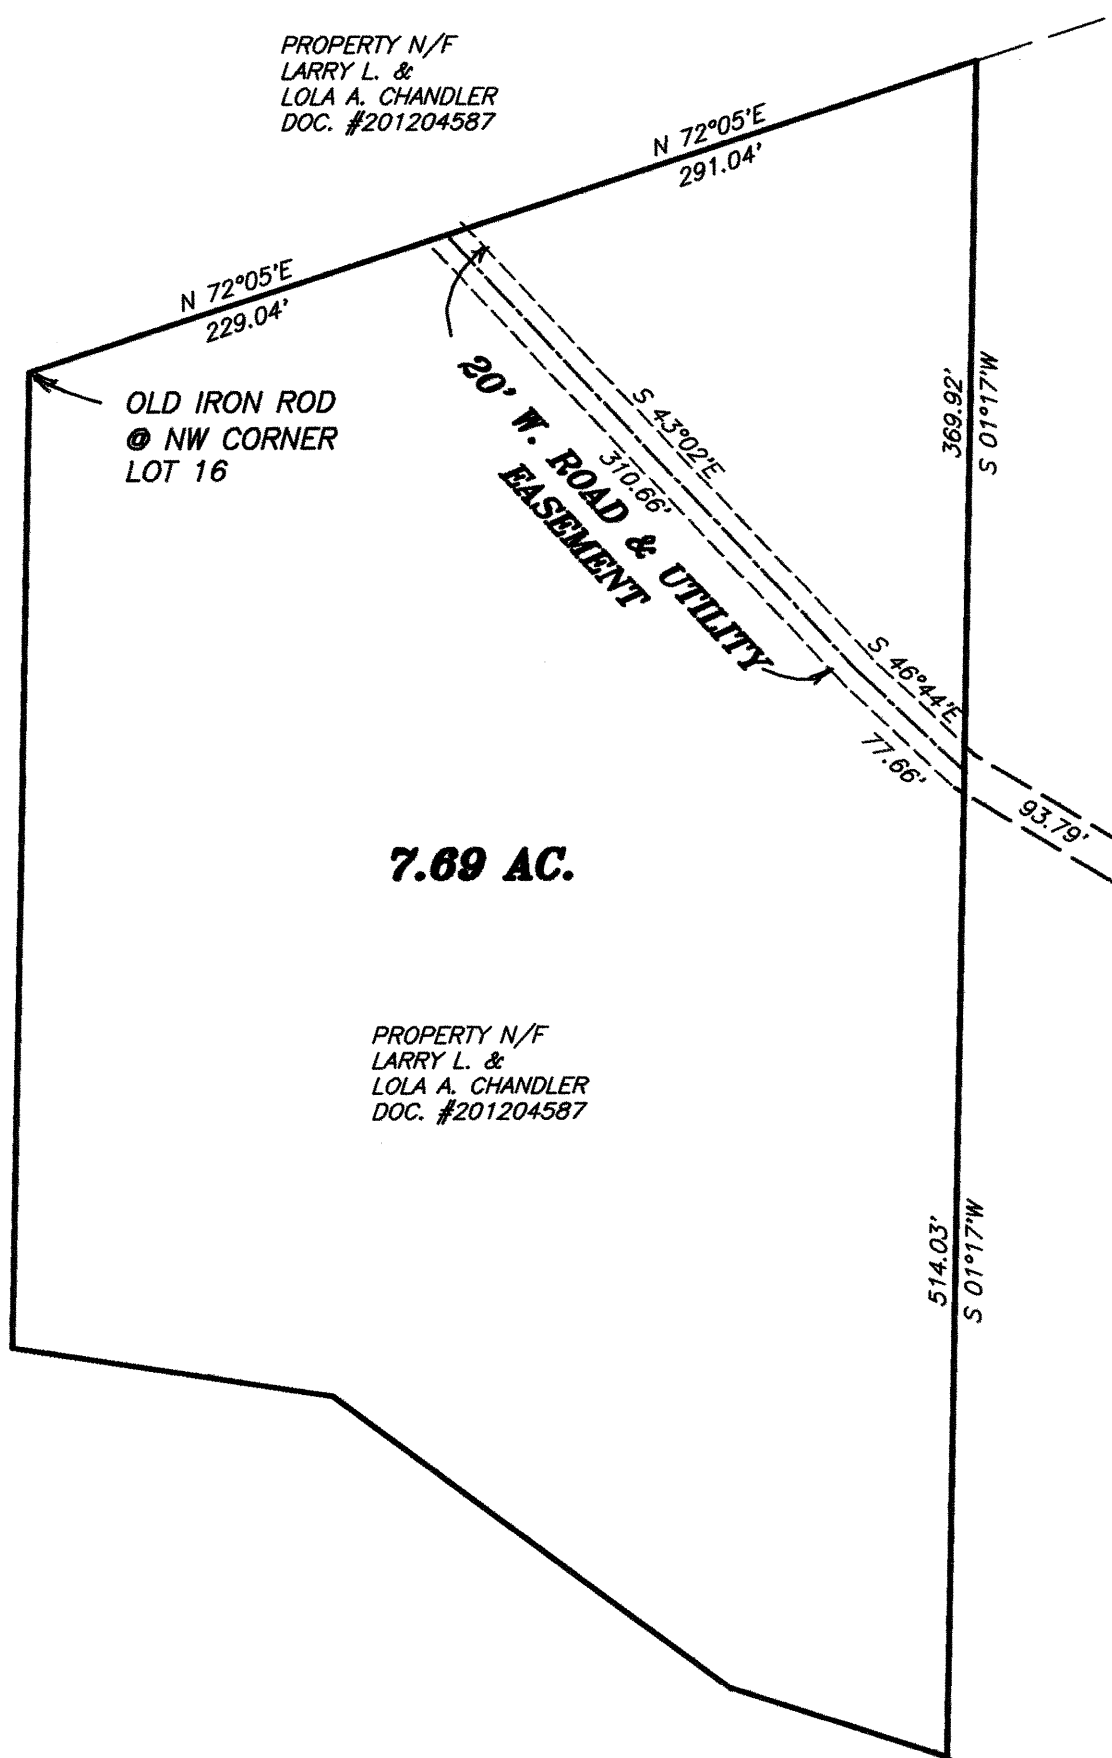 PROPERTY N/F
LARRY L. &
LOLA A. CHANDLER
DOC. #201204587
N 72°05'E
291.04'
N 72°05'E
229.04'
OLD IRON ROD
@ NW CORNER
LOT 16
20' W. ROAD & UTILITY
EASEMENT
S 43°02'E
310.66'
369.92'
S 01°17'W
S 46°44'E
77.66'
93.79'
7.69 AC.
PROPERTY N/F
LARRY L. &
LOLA A. CHANDLER
DOC. #201204587
514.03'
S 01°17'W